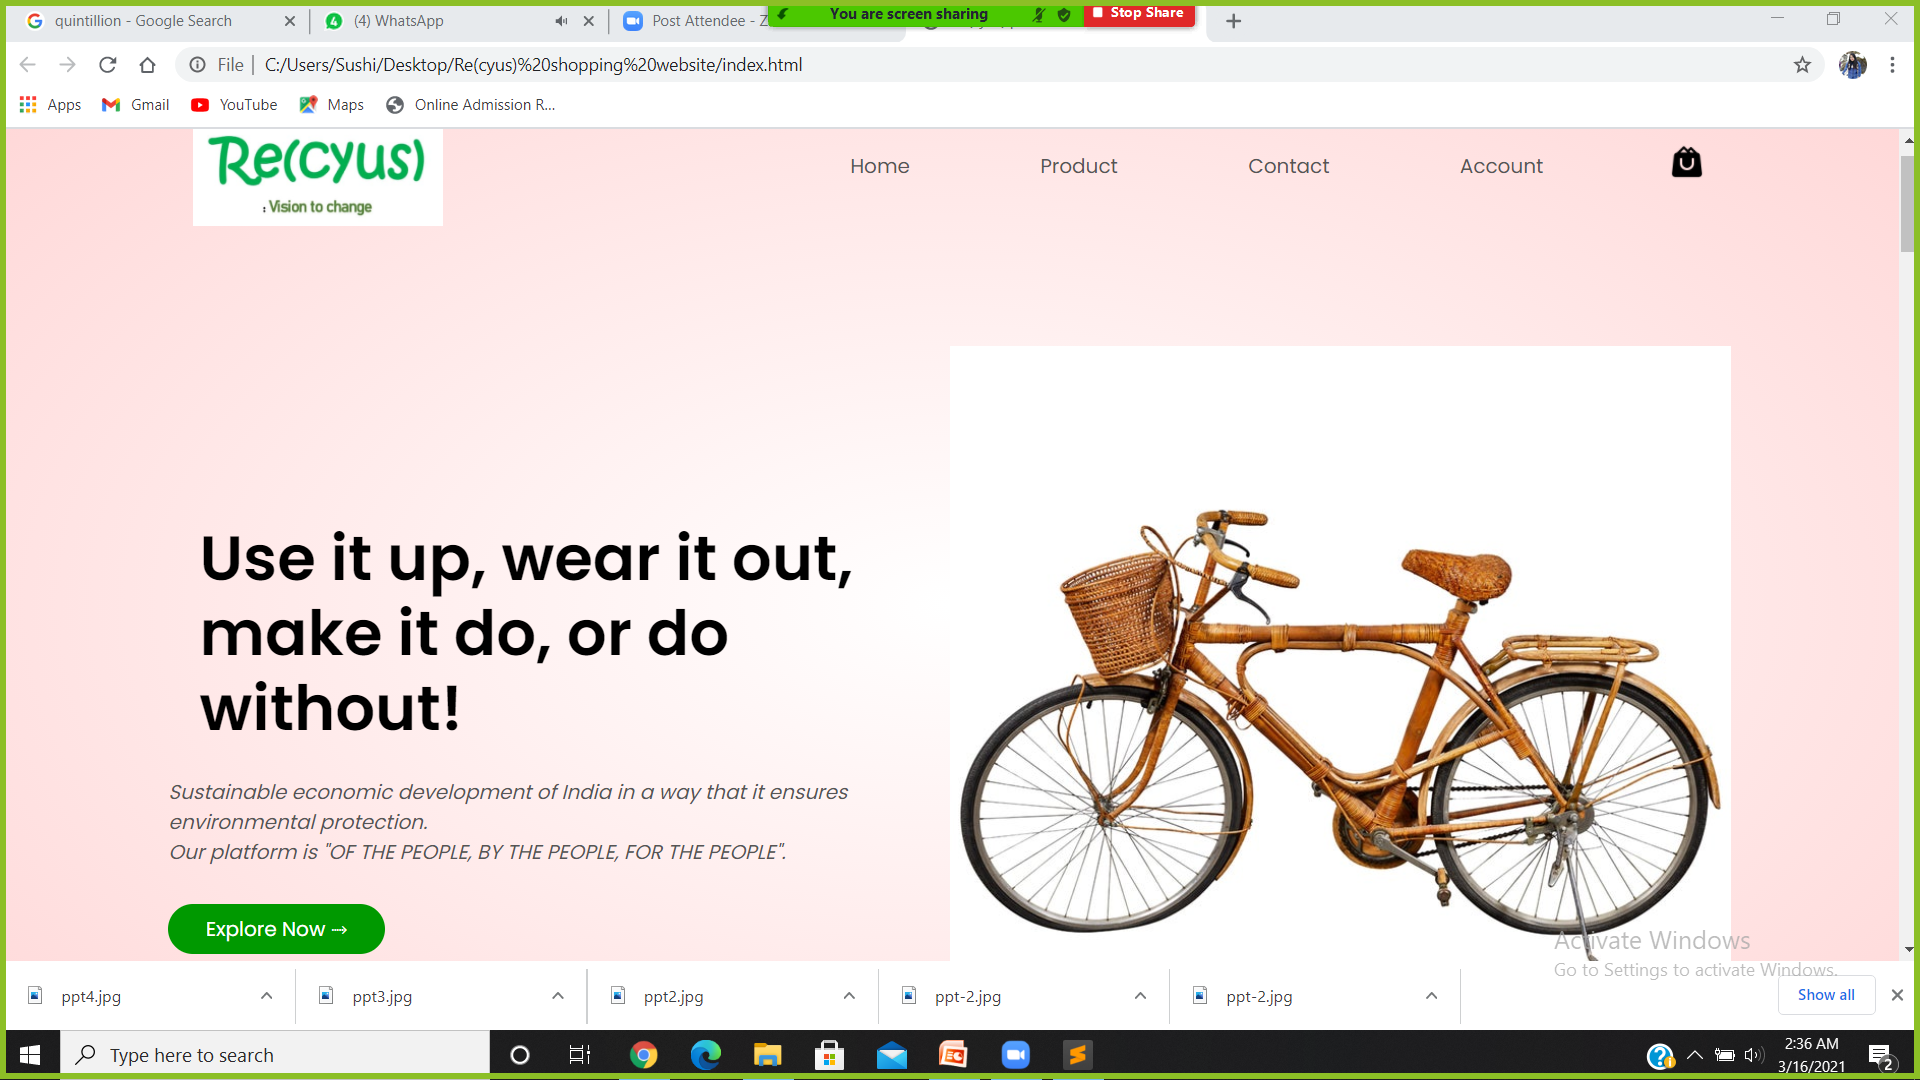 quintillion - Google Search
(4) WhatsApp
Post Attendee - Z
You are screen sharing
Stop Share
File
C:/Users/Sushi/Desktop/Re(cyus)%20shopping%20website/index.html
Apps
Gmail
YouTube
Maps
Online Admission R...
Re(cyus)
: Vision to change
Home
Product
Contact
Account
Use it up, wear it out,
make it do, or do
without!
Sustainable economic development of India in a way that it ensures
environmental protection.
Our platform is "OF THE PEOPLE, BY THE PEOPLE, FOR THE PEOPLE".
Explore Now ⤍
Activate Windows
Go to Settings to activate Windows.
ppt4.jpg
ppt3.jpg
ppt2.jpg
ppt-2.jpg
ppt-2.jpg
Show all
Type here to search
2:36 AM
3/16/2021
2